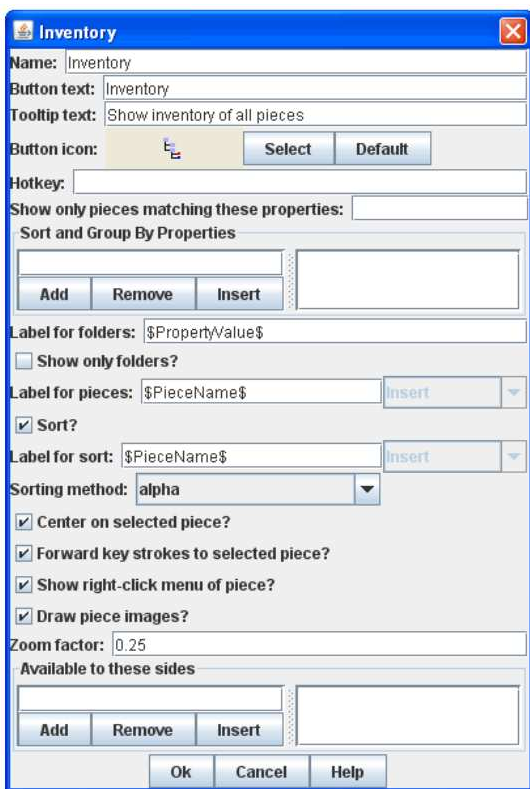 Inventory
Name: Inventory
Button text: Inventory
Tooltip text: Show inventory of all pieces
Button icon: Select Default
Hotkey:
Show only pieces matching these properties:
Sort and Group By Properties
Add Remove Insert
Label for folders: $PropertyValue$
Show only folders?
Label for pieces: $PieceName$ Insert
Sort?
Label for sort: $PieceName$ Insert
Sorting method: alpha
Center on selected piece?
Forward key strokes to selected piece?
Show right-click menu of piece?
Draw piece images?
Zoom factor: 0.25
Available to these sides
Add Remove Insert
Ok Cancel Help